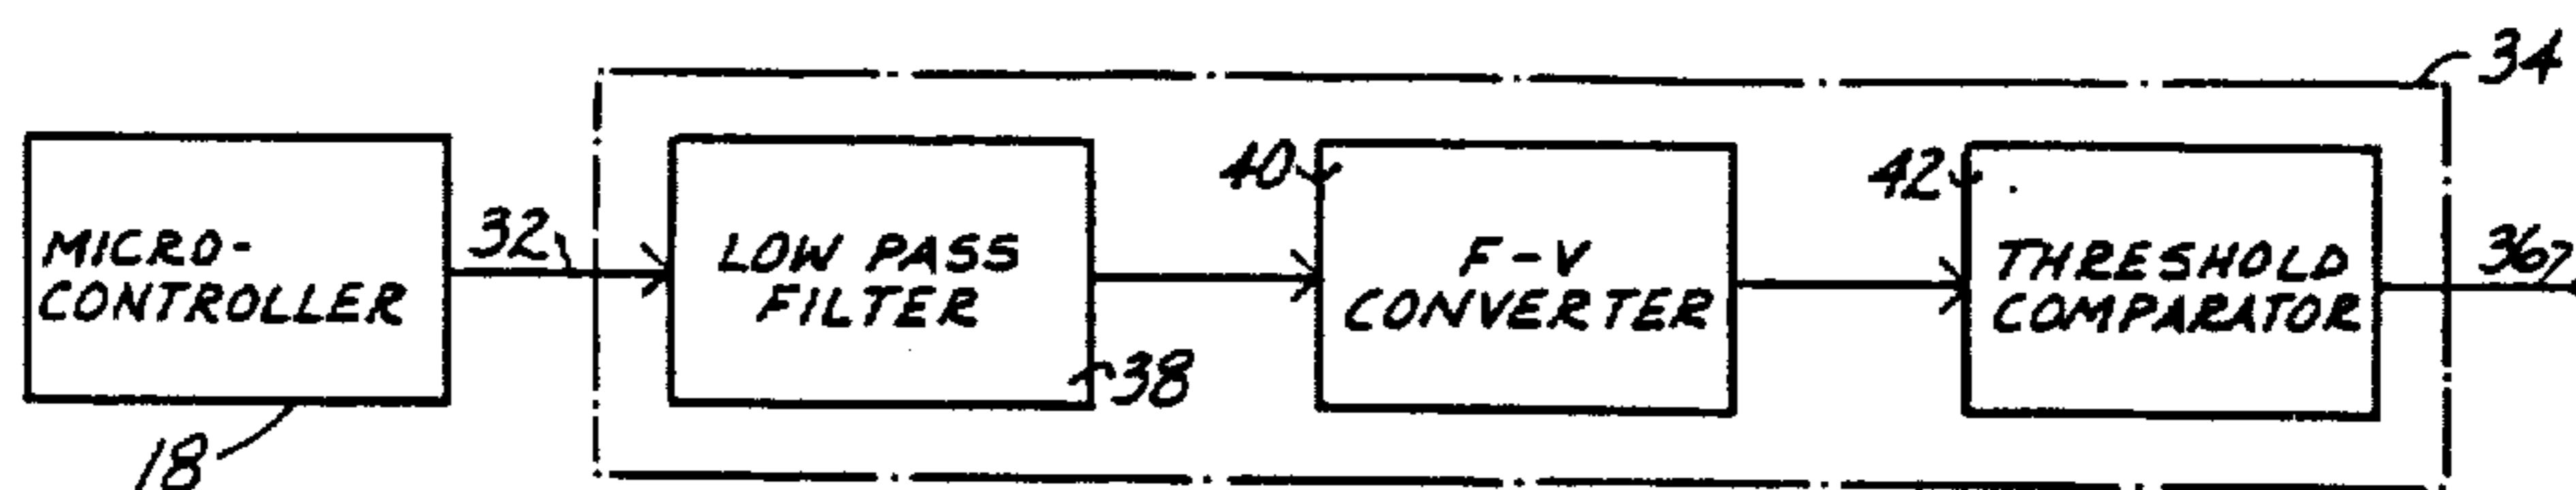 34
MICRO-
CONTROLLER
18
32
LOW PASS
FILTER
38
40
F-V
CONVERTER
42
THRESHOLD
COMPARATOR
36